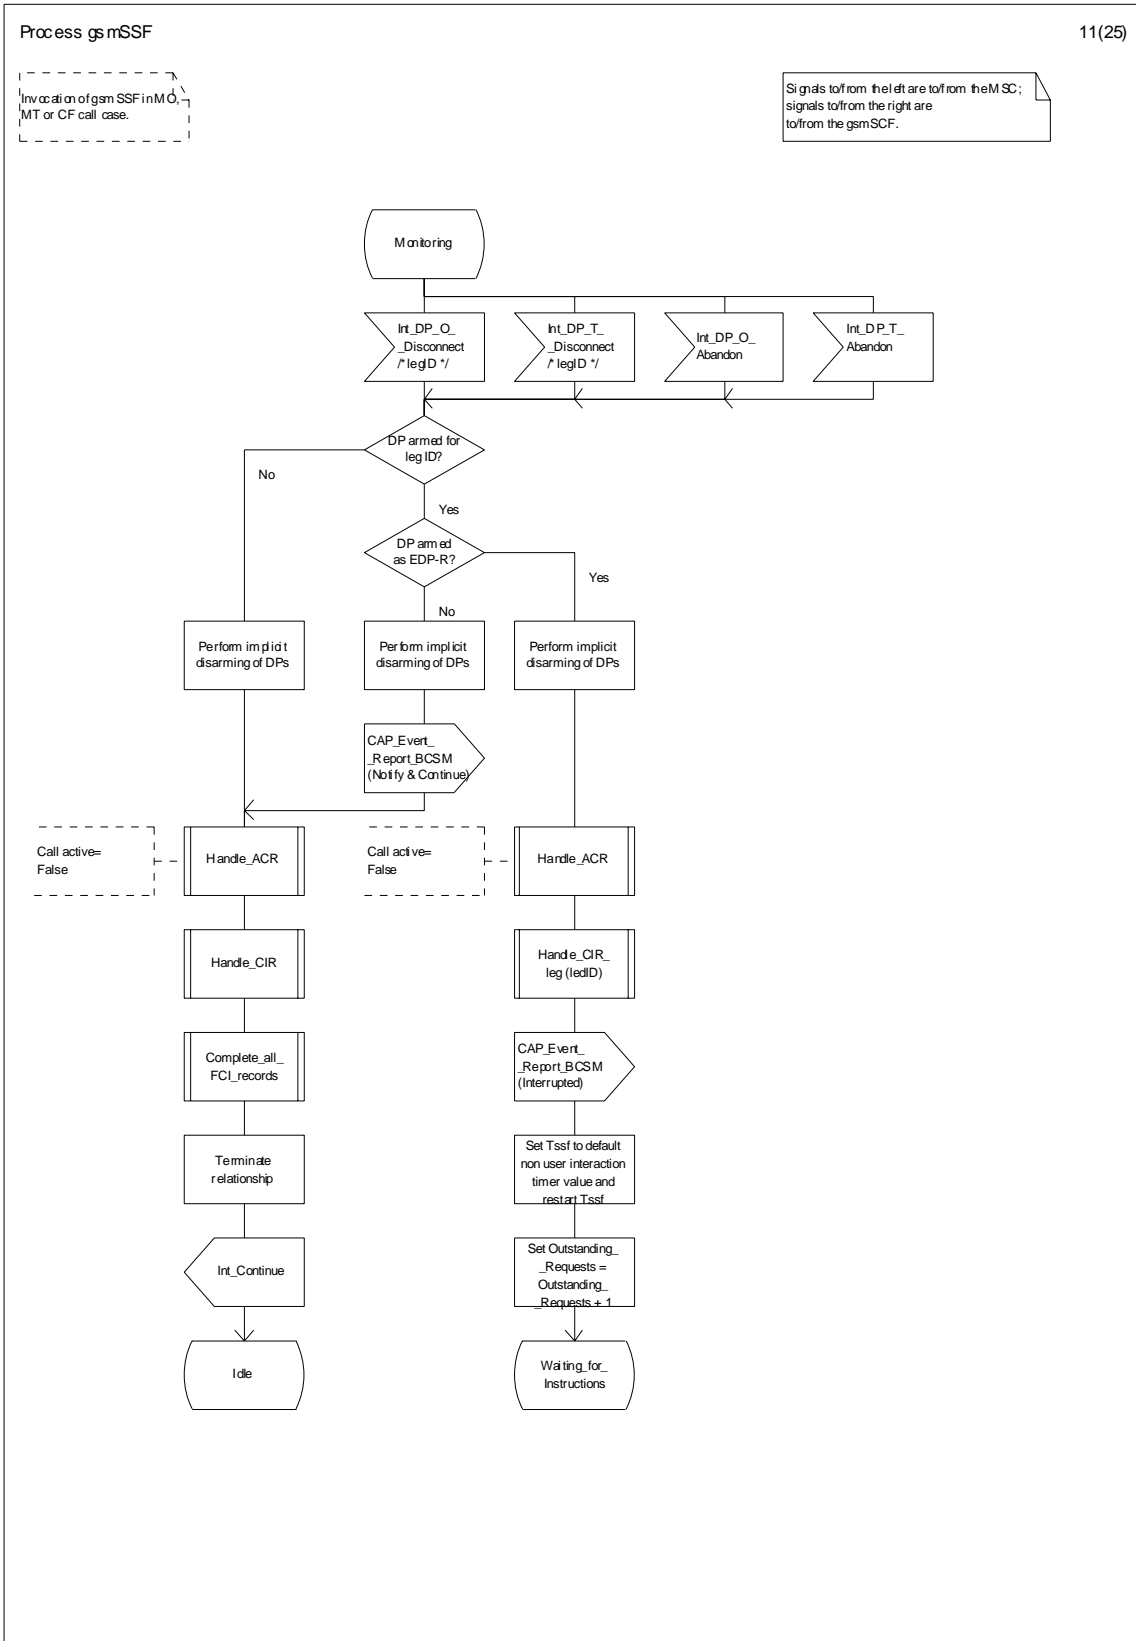 Process gsmSSF
11(25)
Invocation of gsmSSF in MO,
MT or CF call case.
Signals to/from the left are to/from the MSC;
signals to/from the right are
to/from the gsmSCF.
Monitoring
Int_DP_O_
_Disconnect
/* legID */
Int_DP_T_
_Disconnect
/* legID */
Int_DP_O_
Abandon
Int_DP_T_
Abandon
DP armed for
leg ID?
No
Yes
DP armed
as EDP-R?
Yes
No
Perform implicit
disarming of DPs
Perform implicit
disarming of DPs
Perform implicit
disarming of DPs
CAP_Event_
_Report_BCSM
(Notify & Continue)
Call active=
False
Handle_ACR
Call active=
False
Handle_ACR
Handle_CIR
Handle_CIR_
leg (ledID)
Complete_all_
FCI_records
CAP_Event_
_Report_BCSM
(Interrupted)
Terminate
relationship
Set Tssf to default
non user interaction
timer value and
restart Tssf
Int_Continue
Set Outstanding_
_Requests =
Outstanding_
_Requests + 1
Idle
Waiting_for_
Instructions